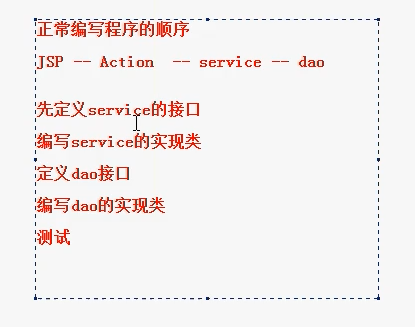 正常编写程序的顺序
JSP -- Action -- service -- dao
先定义service的接口
编写service的实现类
定义dao接口
编写dao的实现类
测试